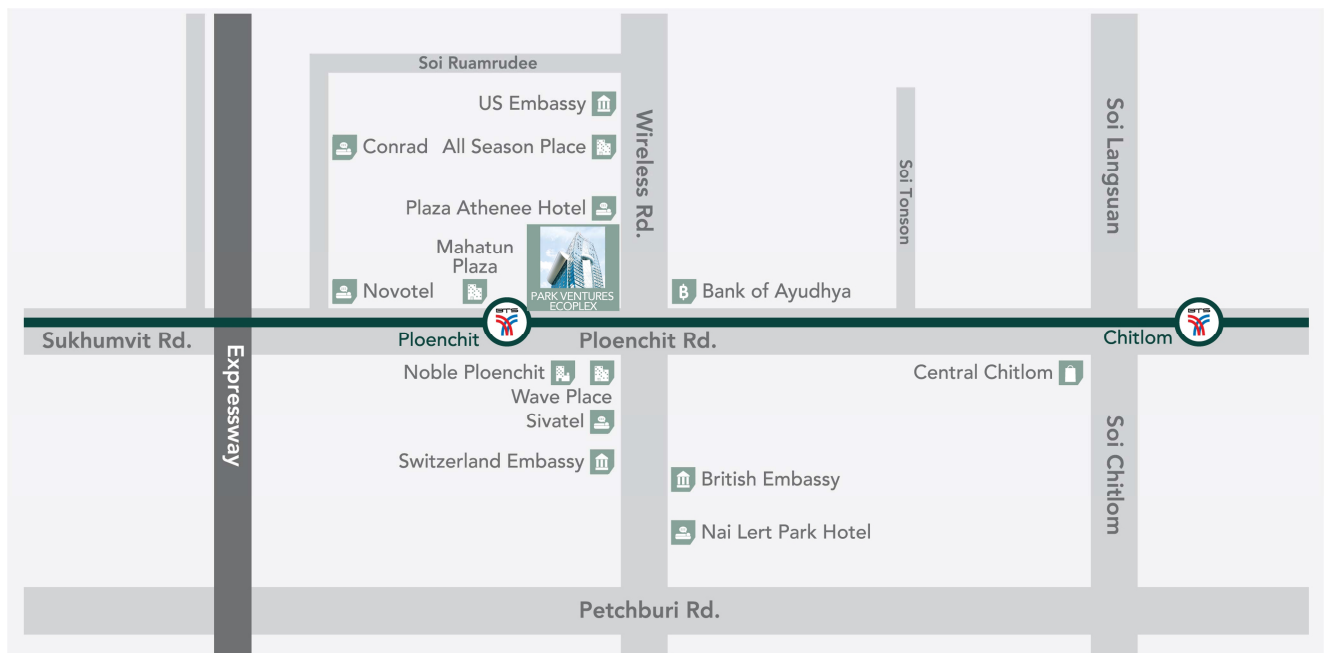 Soi Ruamrudee
US Embassy
Conrad
All Season Place
Plaza Athenee Hotel
Mahatun
Plaza
PARK VENTURES
ECOPLEX
Novotel
Bank of Ayudhya
Wireless Rd.
Soi Tonson
Soi Langsuan
BTS
BTS
Sukhumvit Rd.
Ploenchit
Ploenchit Rd.
Chitlom
Expressway
Noble Ploenchit
Wave Place
Sivatel
Switzerland Embassy
Central Chitlom
British Embassy
Nai Lert Park Hotel
Soi Chitlom
Petchburi Rd.